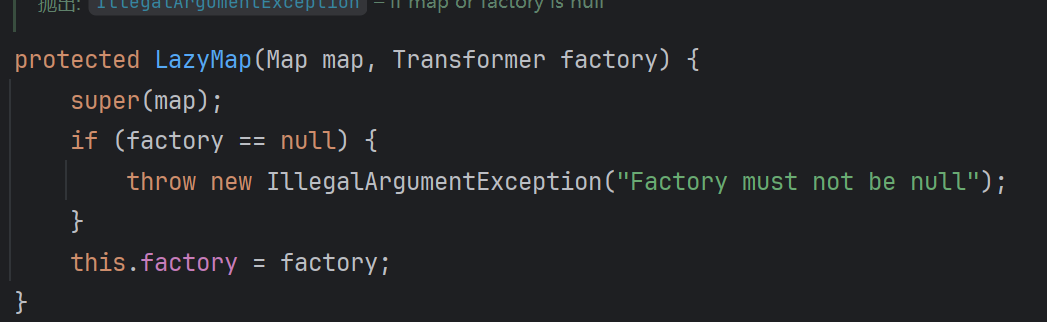 抛出: IllegalArgumentException – if map or factory is null
protected LazyMap(Map map, Transformer factory) {
    super(map);
    if (factory == null) {
        throw new IllegalArgumentException("Factory must not be null");
    }
    this.factory = factory;
}